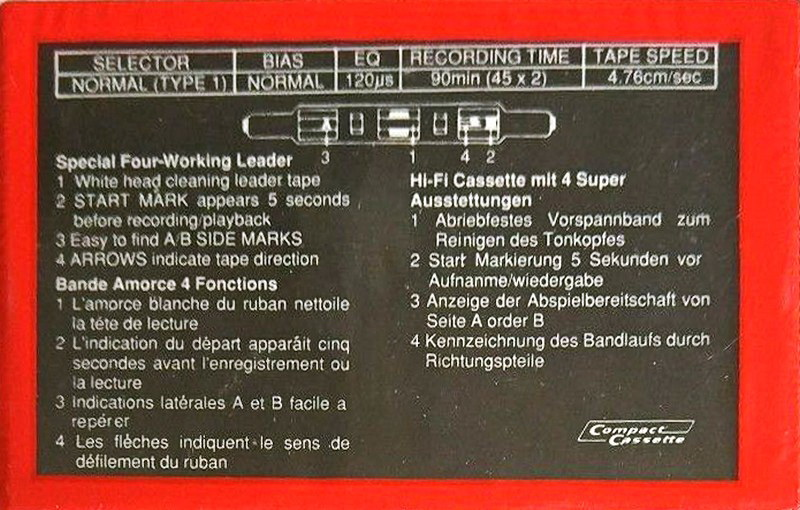 SELECTOR BIAS EQ RECORDING TIME TAPE SPEED
NORMAL (TYPE 1) NORMAL 120µs 90min (45 x 2) 4.76cm/sec
3 1 4 2
Special Four-Working Leader
1 White head cleaning leader tape
2 START MARK appears 5 seconds
before recording/playback
3 Easy to find A/B SIDE MARKS
4 ARROWS indicate tape direction
Bande Amorce 4 Fonctions
1 L'amorce blanche du ruban nettoile
la téte de lecture
2 L'indication du départ apparâit cinq
secondes avant l'enregistrement ou
la lecture
3 Indications latérales A et B facile a
repérer
4 Les fléches indiquent le sens de
défilement du ruban
Hi-Fi Cassette mit 4 Super
Ausstettungen
1 Abriebfestes Vorspannband zum
Reinigen des Tonkopfes
2 Start Markierung 5 Sekunden vor
Aufnanme/wiedergabe
3 Anzeige der Abspielbereitschaft von
Seite A order B
4 Kennzeichnung des Bandlaufs durch
Richtungspteile
Compact
Cassette